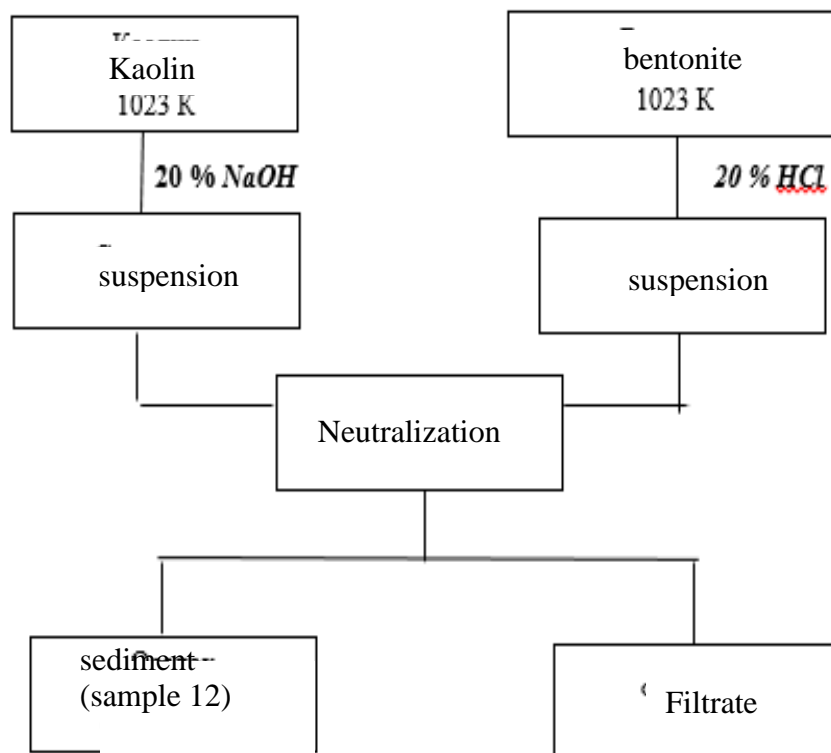 Kaolin
1023 K
bentonite
1023 K
20 % NaOH
20 % HCl
suspension
suspension
Neutralization
sediment
(sample 12)
Filtrate